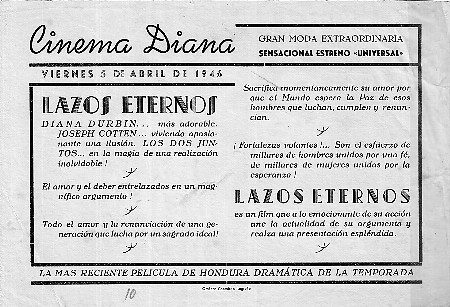 Cinema Diana
GRAN MODA EXTRAORDINARIA
SENSACIONAL ESTRENO «UNIVERSAL»
VIERNES 5 DE ABRIL DE 1946
LAZOS ETERNOS
DIANA DURBIN... más adorable.
JOSEPH COTTEN... viviendo apasio-
nante una ilusión. LOS DOS JUN-
TOS... en la magia de una realización
inolvidable!
El amor y el deber entrelazados en un mag-
nífico argumento!
Todo el amor y la renunciación de una ge-
neración que lucha por un sagrado ideal!
Sacrifica momentaneamente su amor por
que el Mundo espera la Paz de esos
hombres que luchan, cumplen y renun-
cian.
¡Fortalezas volantes!... Son el esfuerzo de
millares de hombres unidos por una fé,
de millares de mujeres unidas por la
esperanza!
LAZOS ETERNOS
es un film que a lo emocionante de su acción
une la actualidad de su argumento y
realza una presentación espléndida.
LA MAS RECIENTE PELICULA DE HONDURA DRAMÁTICA DE LA TEMPORADA
10